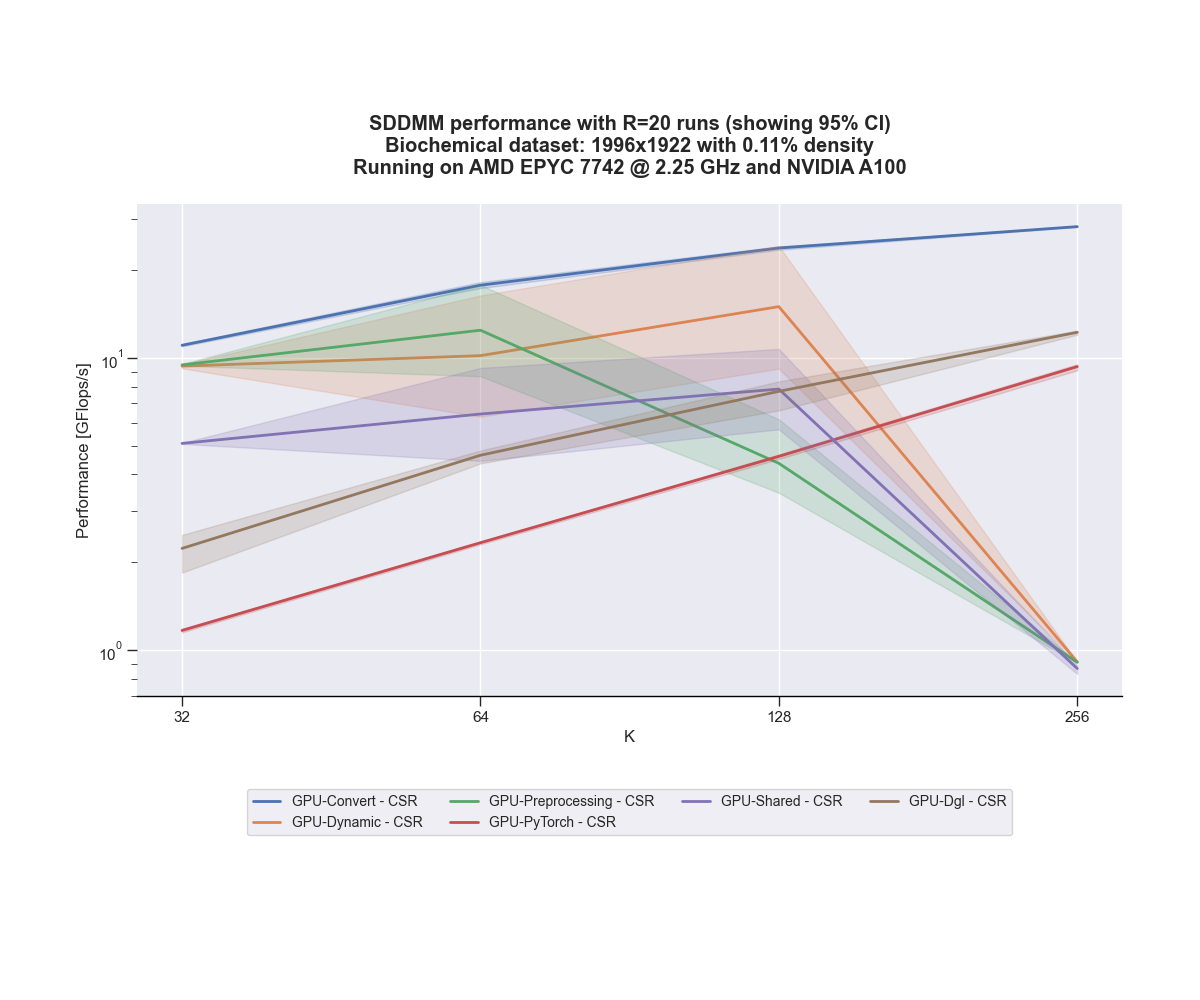 SDDMM performance with R=20 runs (showing 95% CI)
Biochemical dataset: 1996x1922 with 0.11% density
Running on AMD EPYC 7742 @ 2.25 GHz and NVIDIA A100
Performance [GFlops/s]
10^1
10^0
32 64 128 256
K
GPU-Convert - CSR GPU-Preprocessing - CSR GPU-Shared - CSR GPU-Dgl - CSR
GPU-Dynamic - CSR GPU-PyTorch - CSR